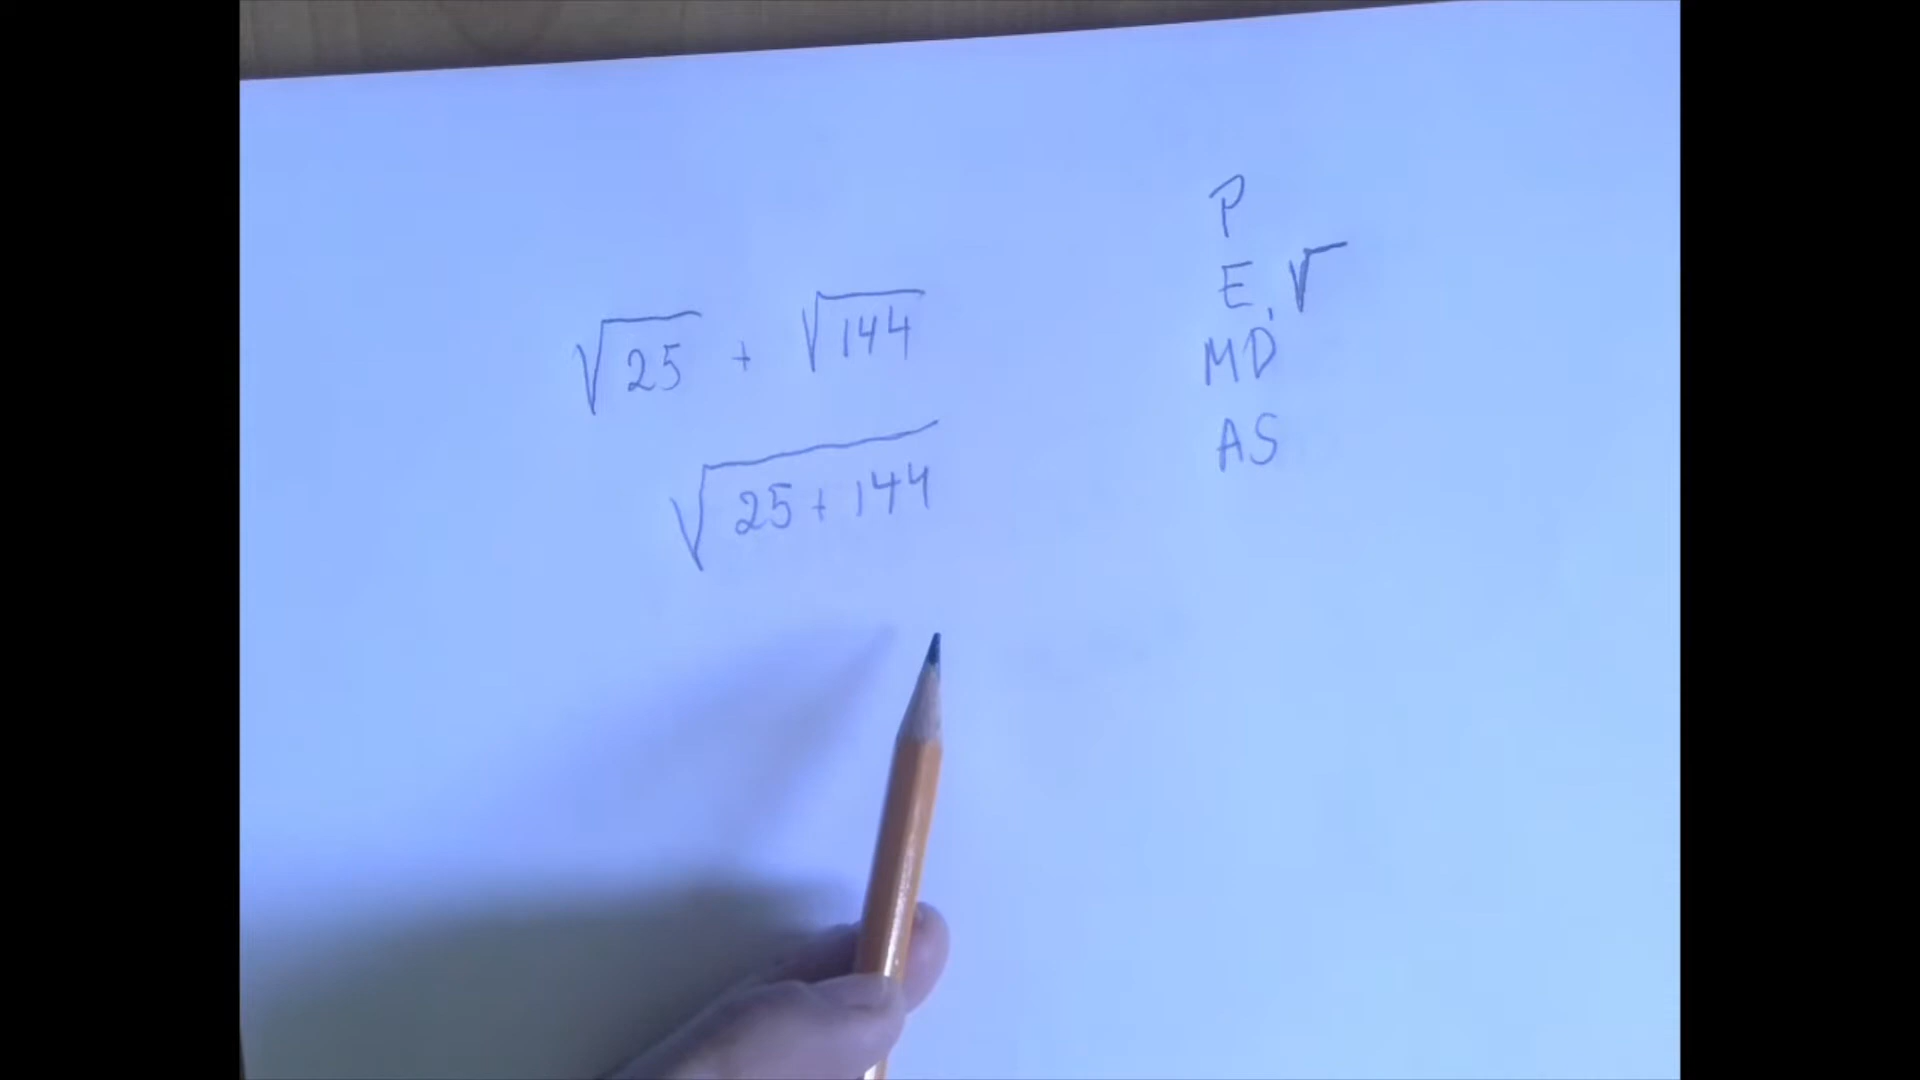 √25 + √144
√25 + 144
P
E, √
MD
AS